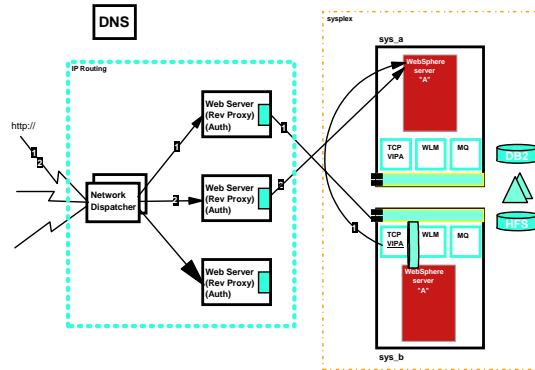 DNS
sysplex
sys_a
IP Routing
WebSphere
server
"A"
Web Server
(Rev Proxy)
(Auth)
http://
1
2
1
1
TCP
VIPA
WLM
MQ
DB2
Network
Dispatcher
2
Web Server
(Rev Proxy)
(Auth)
2
HFS
1
TCP
VIPA
WLM
MQ
Web Server
(Rev Proxy)
(Auth)
WebSphere
server
"A"
sys_b